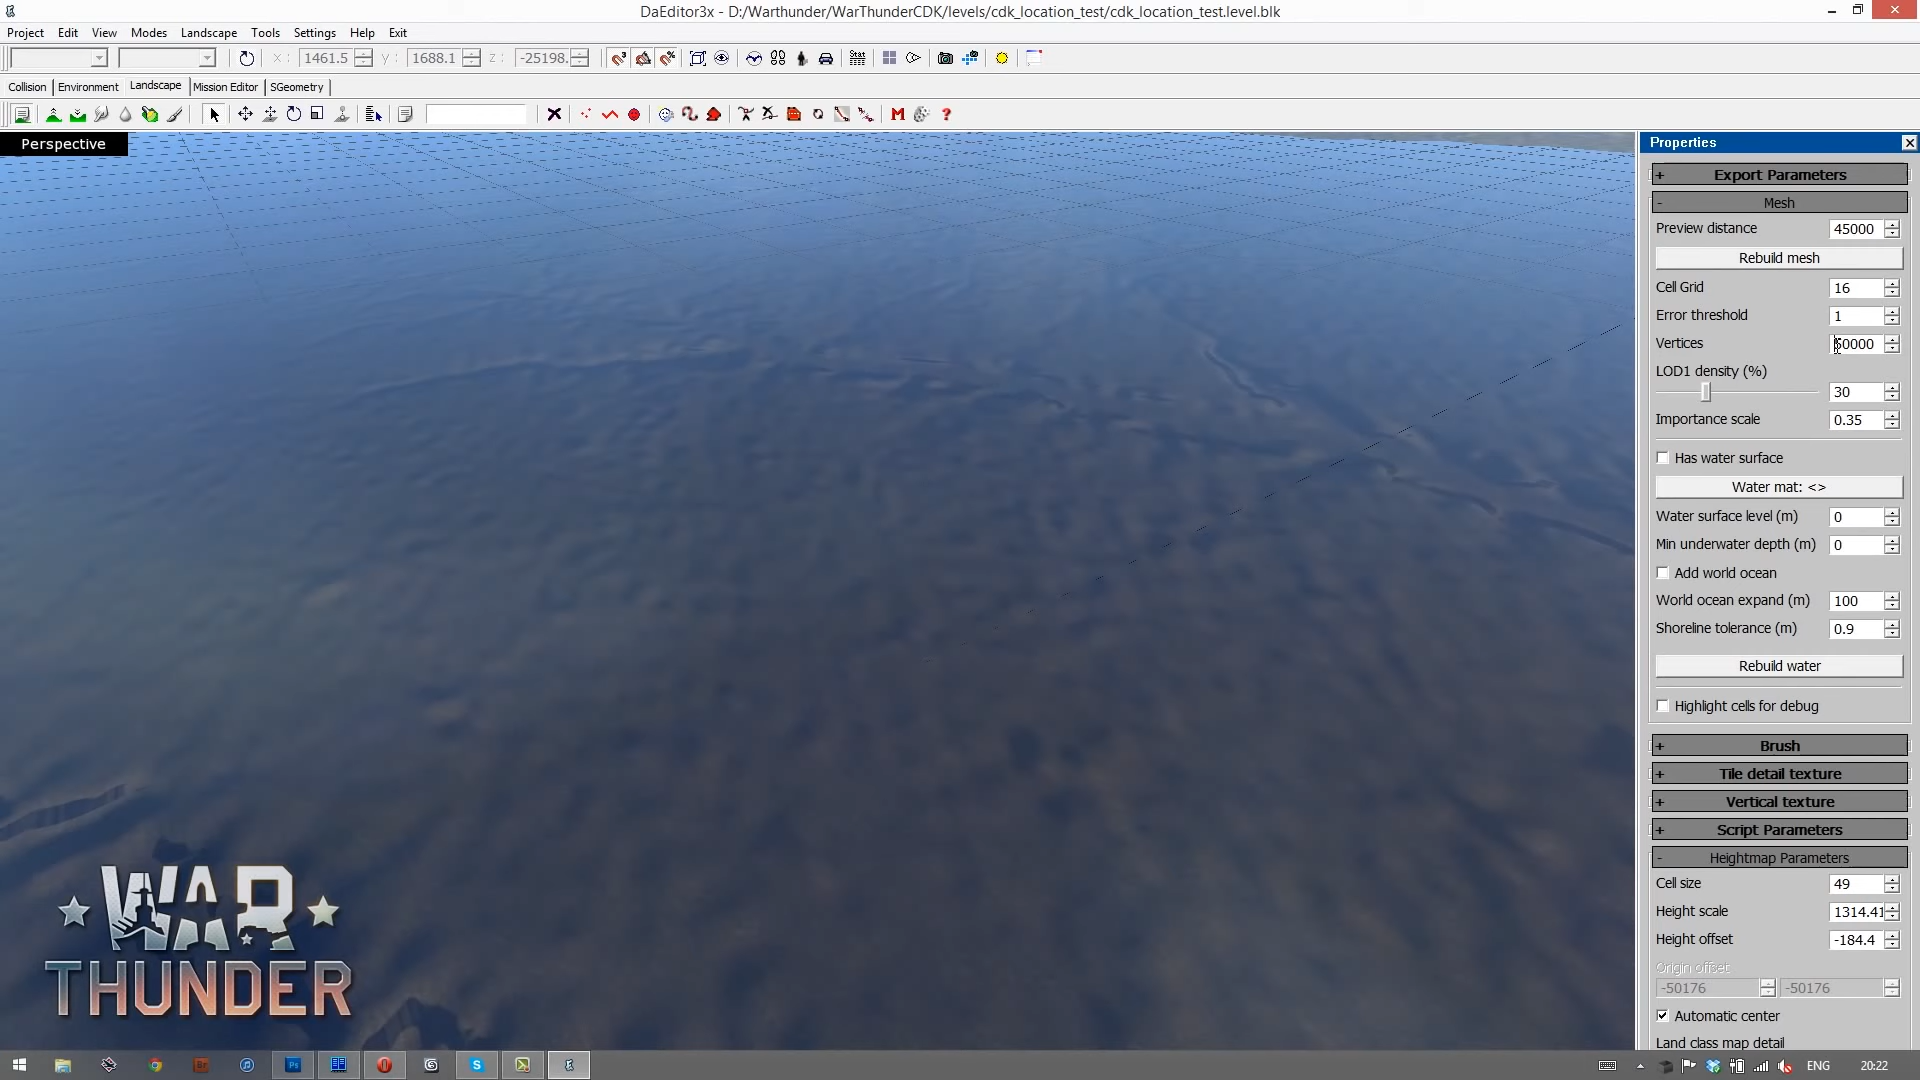 DaEditor3x - D:/Warthunder/WarThunderCDK/levels/cdk_location_test/cdk_location_test.level.blk
Project Edit View Modes Landscape Tools Settings Help Exit
x: 1461.5 y: 1688.1 z: -25198. Stat
Collision Environment Landscape Mission Editor SGeometry
M ?
Perspective
Properties
+ Export Parameters
- Mesh
Preview distance 45000
Rebuild mesh
Cell Grid 16
Error threshold 1
Vertices 50000
LOD1 density (%)
30
Importance scale 0.35
Has water surface
Water mat: <>
Water surface level (m) 0
Min underwater depth (m) 0
Add world ocean
World ocean expand (m) 100
Shoreline tolerance (m) 0.9
Rebuild water
Highlight cells for debug
+ Brush
+ Tile detail texture
+ Vertical texture
+ Script Parameters
- Heightmap Parameters
Cell size 49
Height scale 1314.41
Height offset -184.4
Origin offset
-50176 -50176
Automatic center
Land class map detail
WAR
THUNDER
Br Ps S ENG 20:22